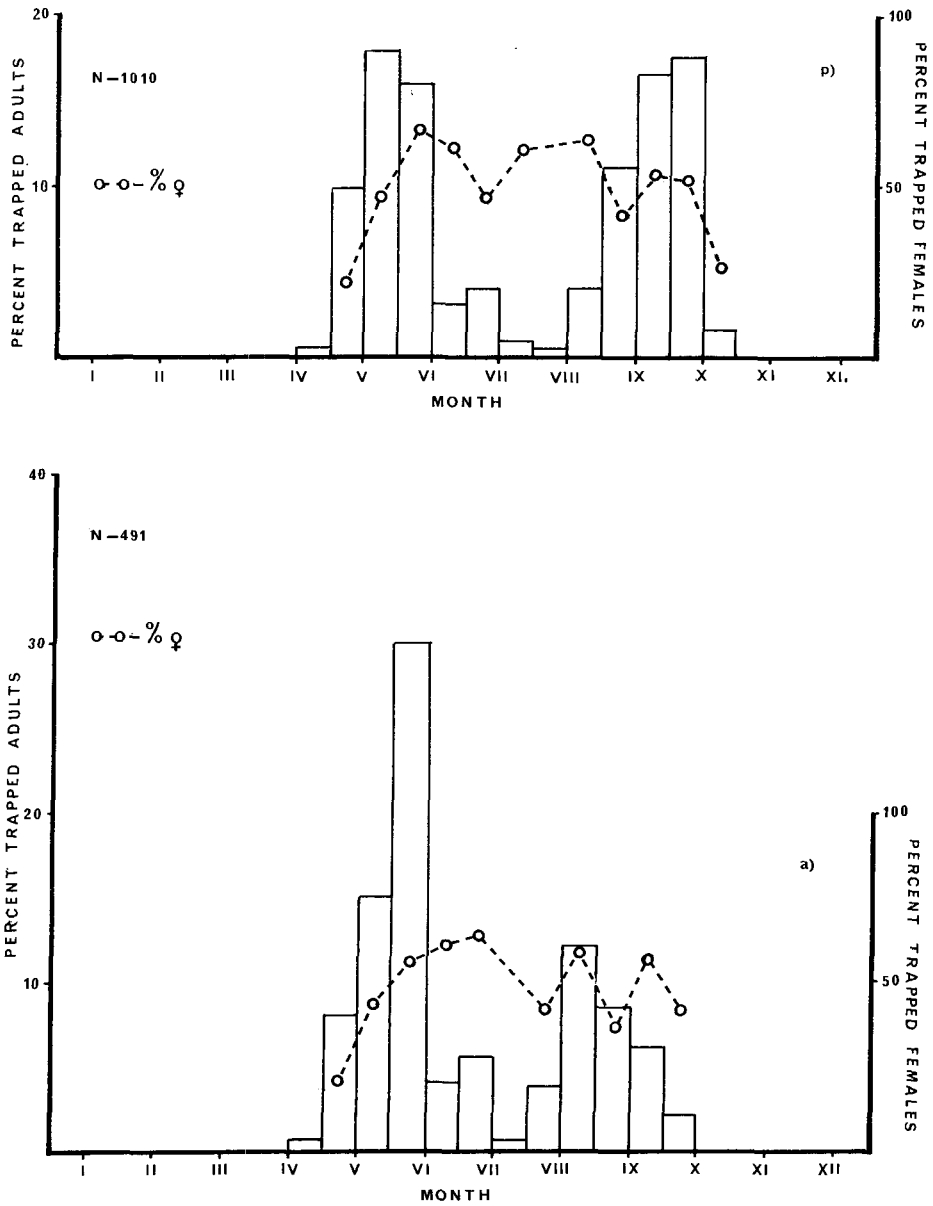 20
100
N-1010
p)
o-o-% ♀
PERCENT TRAPPED ADULTS
10
50
PERCENT TRAPPED FEMALES
I II III IV V VI VII VIII IX X XI XI.
MONTH
40
N-491
o-o-% ♀
30
PERCENT TRAPPED ADULTS
20
100
a)
10
50
PERCENT TRAPPED FEMALES
I II III IV V VI VII VIII IX X XI XII
MONTH